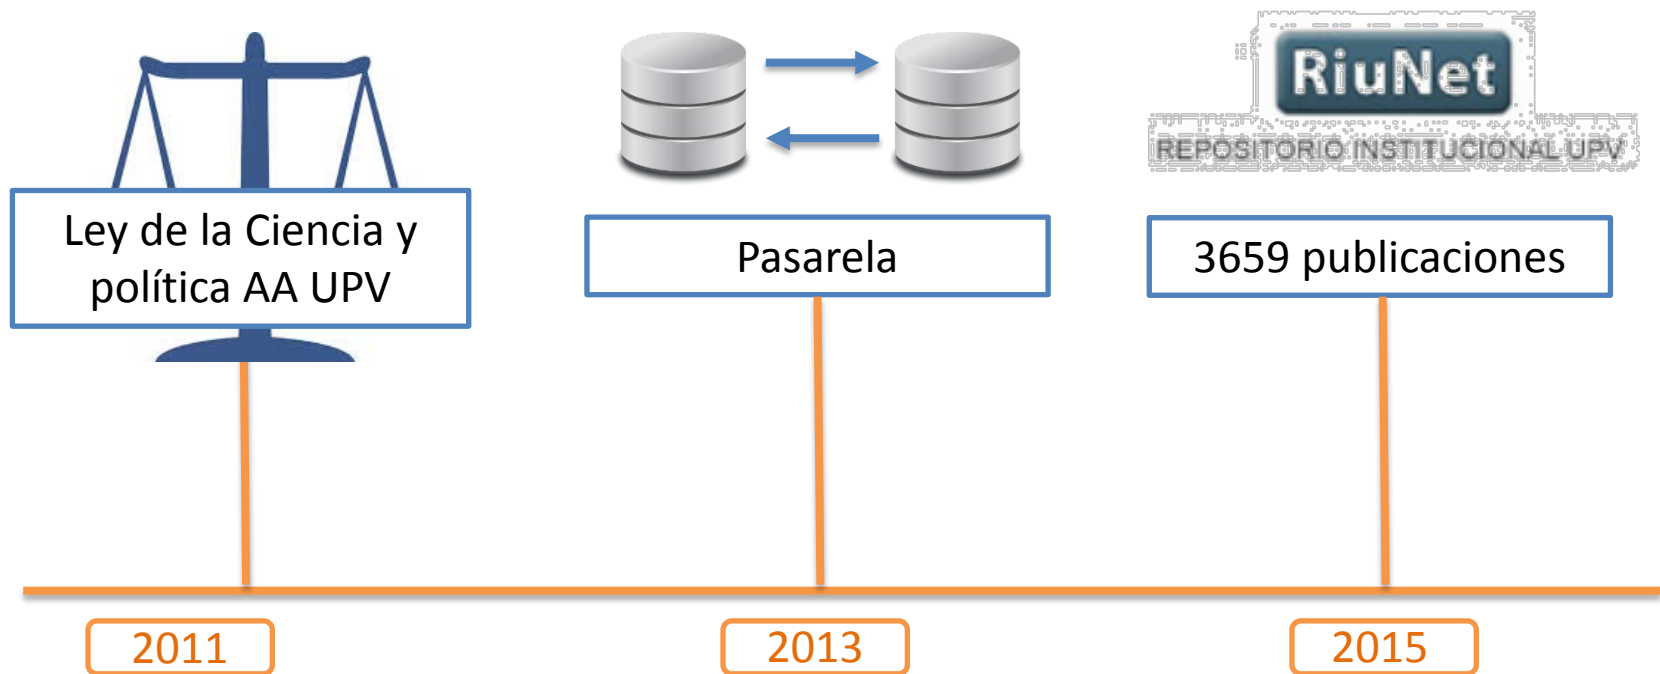 RiuNet
REPOSITORIO INSTITUCIONAL UPV
Ley de la Ciencia y
política AA UPV
Pasarela
3659 publicaciones
2011
2013
2015